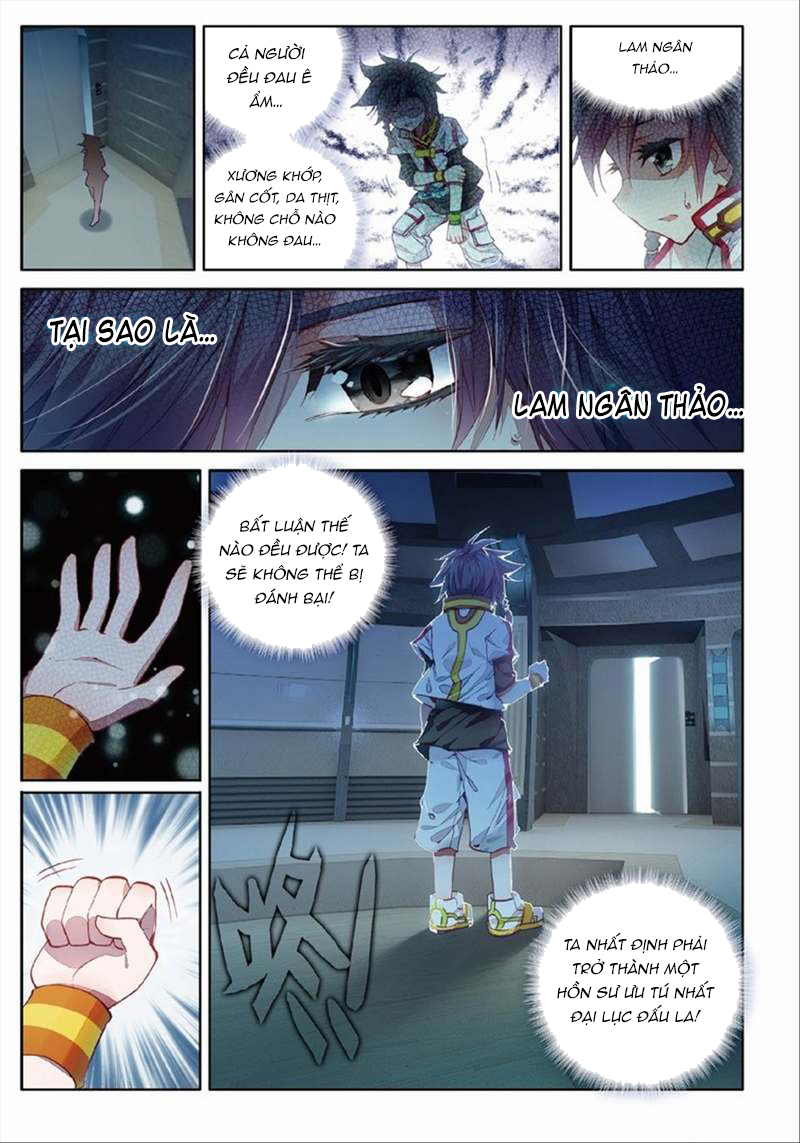 CẢ NGƯỜI
ĐỀU ĐAU Ê
ẨM...
XƯƠNG KHỚP,
GÂN CỐT, DA THỊT,
KHÔNG CHỖ NÀO
KHÔNG ĐAU...
LAM NGÂN
THẢO...
TẠI SAO LÀ...
LAM NGÂN THẢO...
BẤT LUẬN THẾ
NÀO ĐỀU ĐƯỢC! TA
SẼ KHÔNG THỂ BỊ
ĐÁNH BẠI!
TA NHẤT ĐỊNH PHẢI
TRỞ THÀNH MỘT
HỒN SƯ ƯU TÚ NHẤT
ĐẠI LỤC ĐẤU LA!